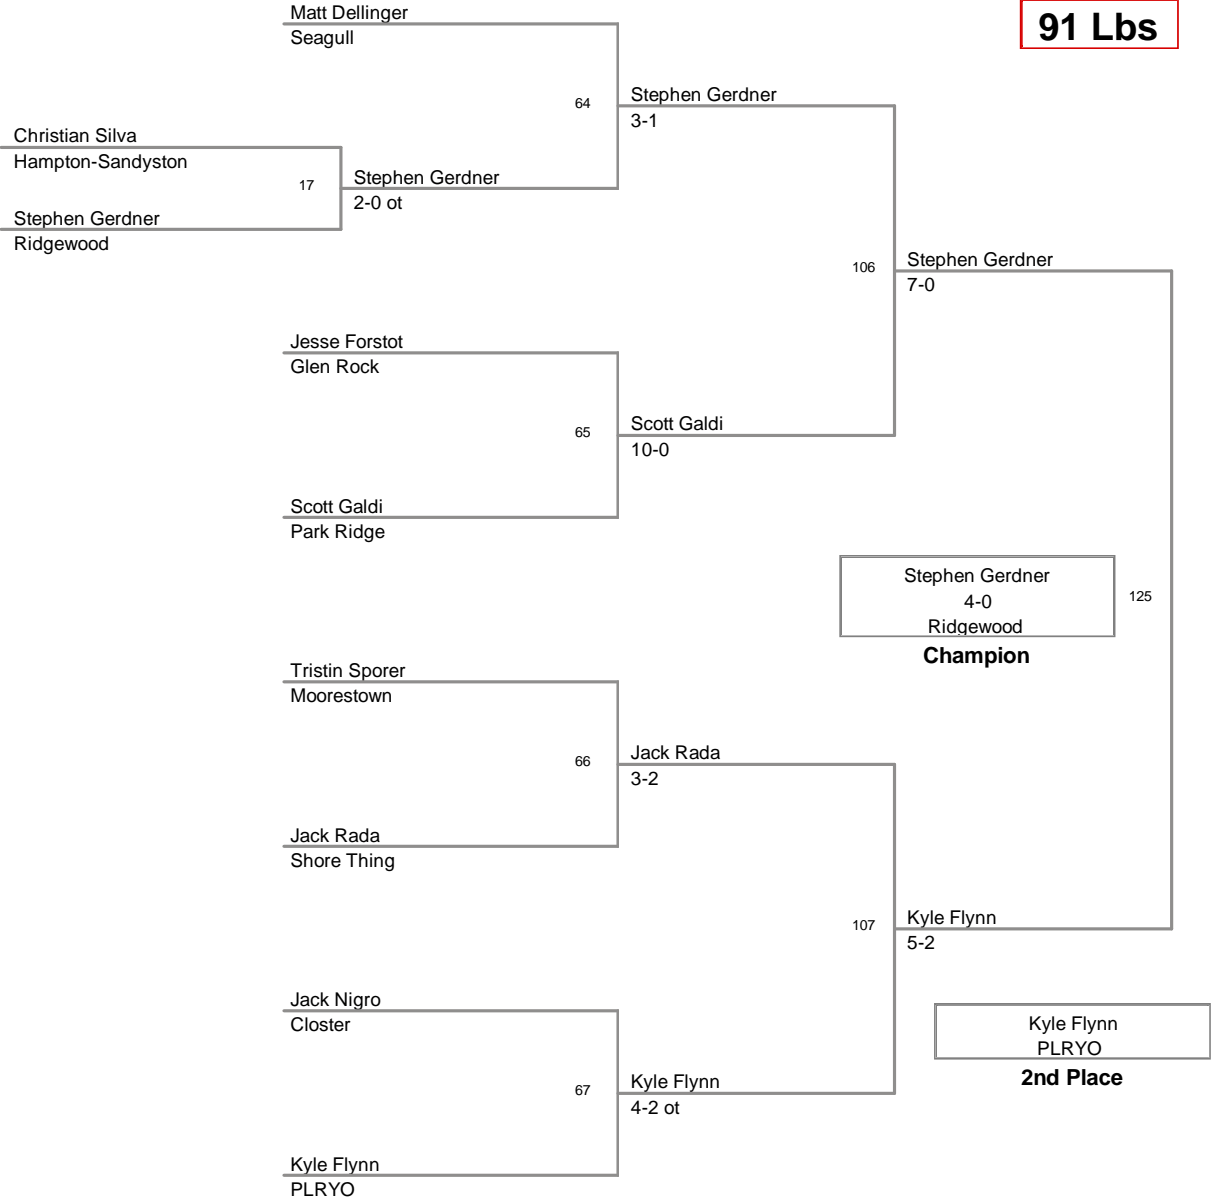 Matt Dellinger
Seagull
91 Lbs
64
Stephen Gerdner
3-1
Christian Silva
Hampton-Sandyston
17
Stephen Gerdner
2-0 ot
Stephen Gerdner
Ridgewood
106
Stephen Gerdner
7-0
Jesse Forstot
Glen Rock
65
Scott Galdi
10-0
Scott Galdi
Park Ridge
Stephen Gerdner
4-0
Ridgewood
125
Champion
Tristin Sporer
Moorestown
66
Jack Rada
3-2
Jack Rada
Shore Thing
107
Kyle Flynn
5-2
Jack Nigro
Closter
Kyle Flynn
PLRYO
2nd Place
67
Kyle Flynn
4-2 ot
Kyle Flynn
PLRYO